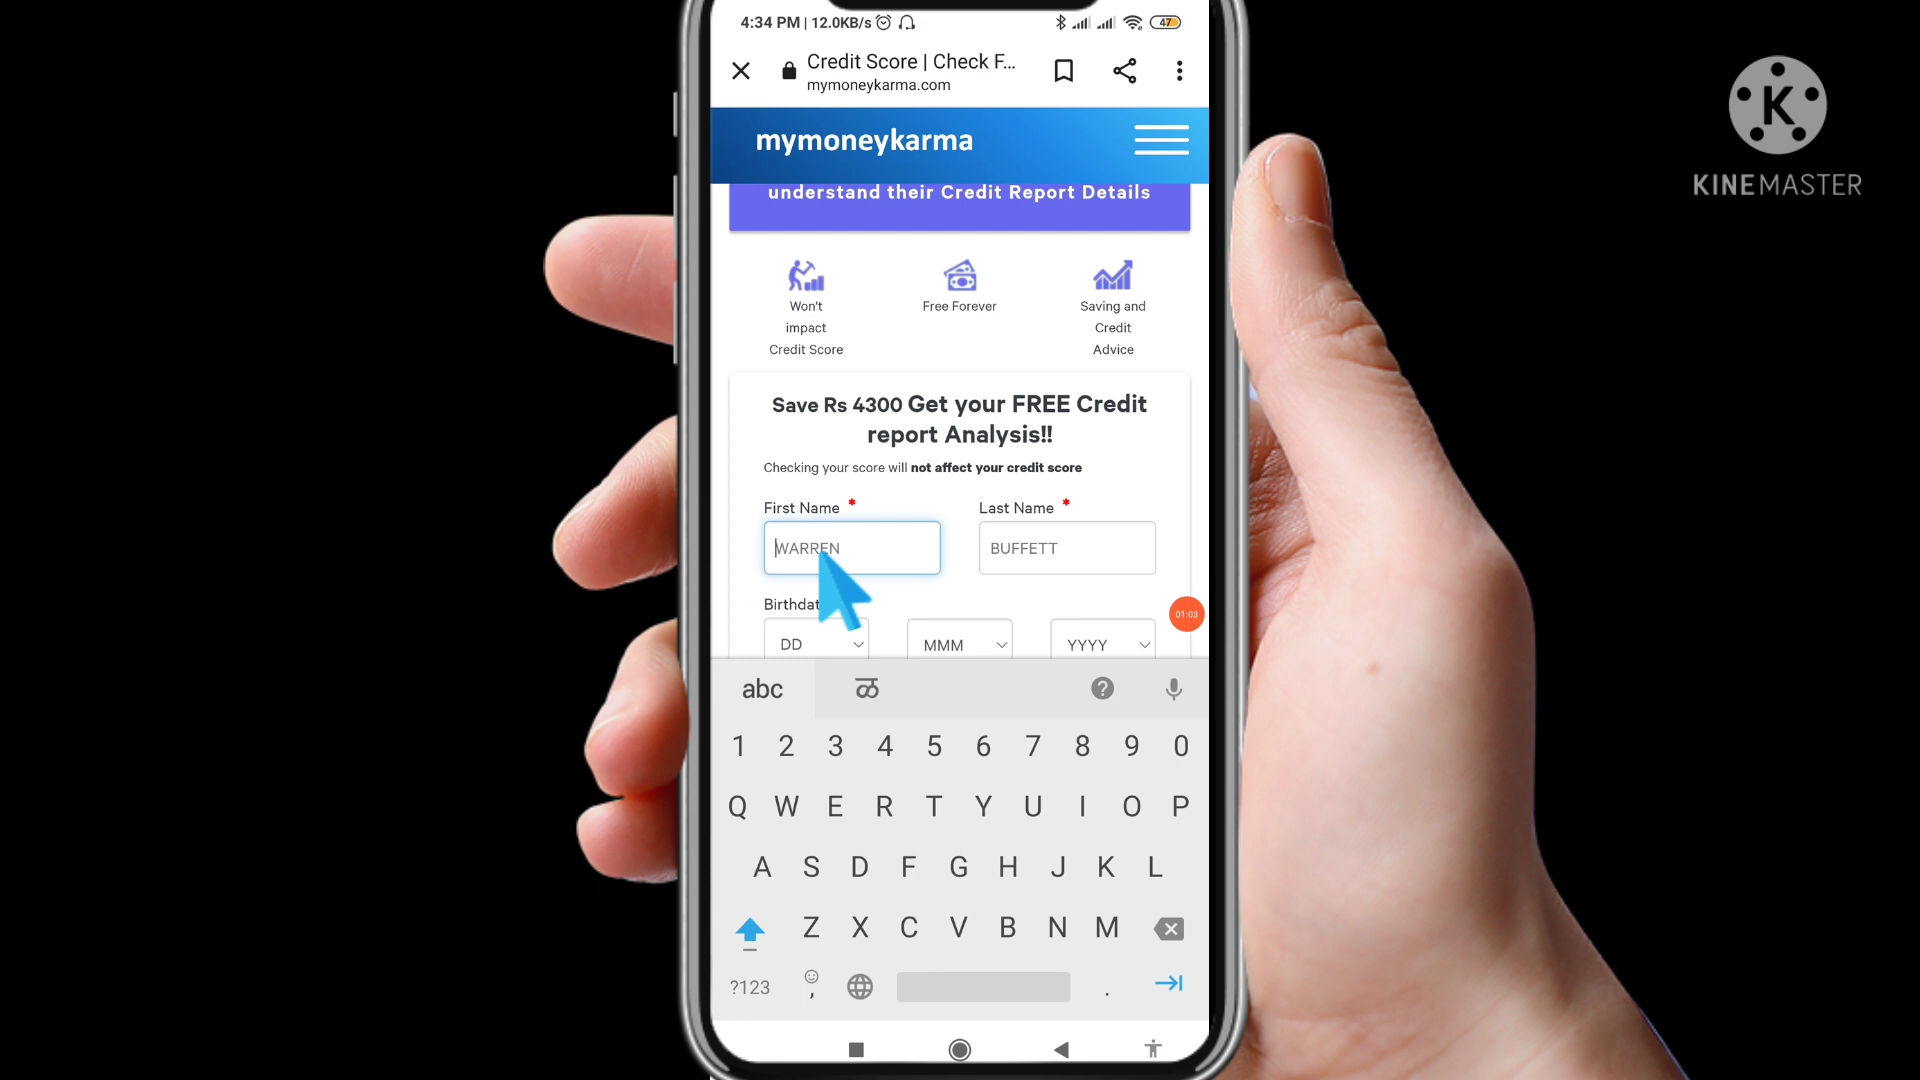 4:34 PM | 12.0KB/s
47
Credit Score | Check F...
mymoneykarma.com
K
KINEMASTER
mymoneykarma
understand their Credit Report Details
Won't
impact
Credit Score
Free Forever
Saving and
Credit
Advice
Save Rs 4300 Get your FREE Credit
report Analysis!!
Checking your score will not affect your credit score
First Name *
Last Name *
WARREN
BUFFETT
Birthdat
01:03
DD
MMM
YYYY
abc
ळ
1 2 3 4 5 6 7 8 9 0
Q W E R T Y U I O P
A S D F G H J K L
Z X C V B N M
?123 , .